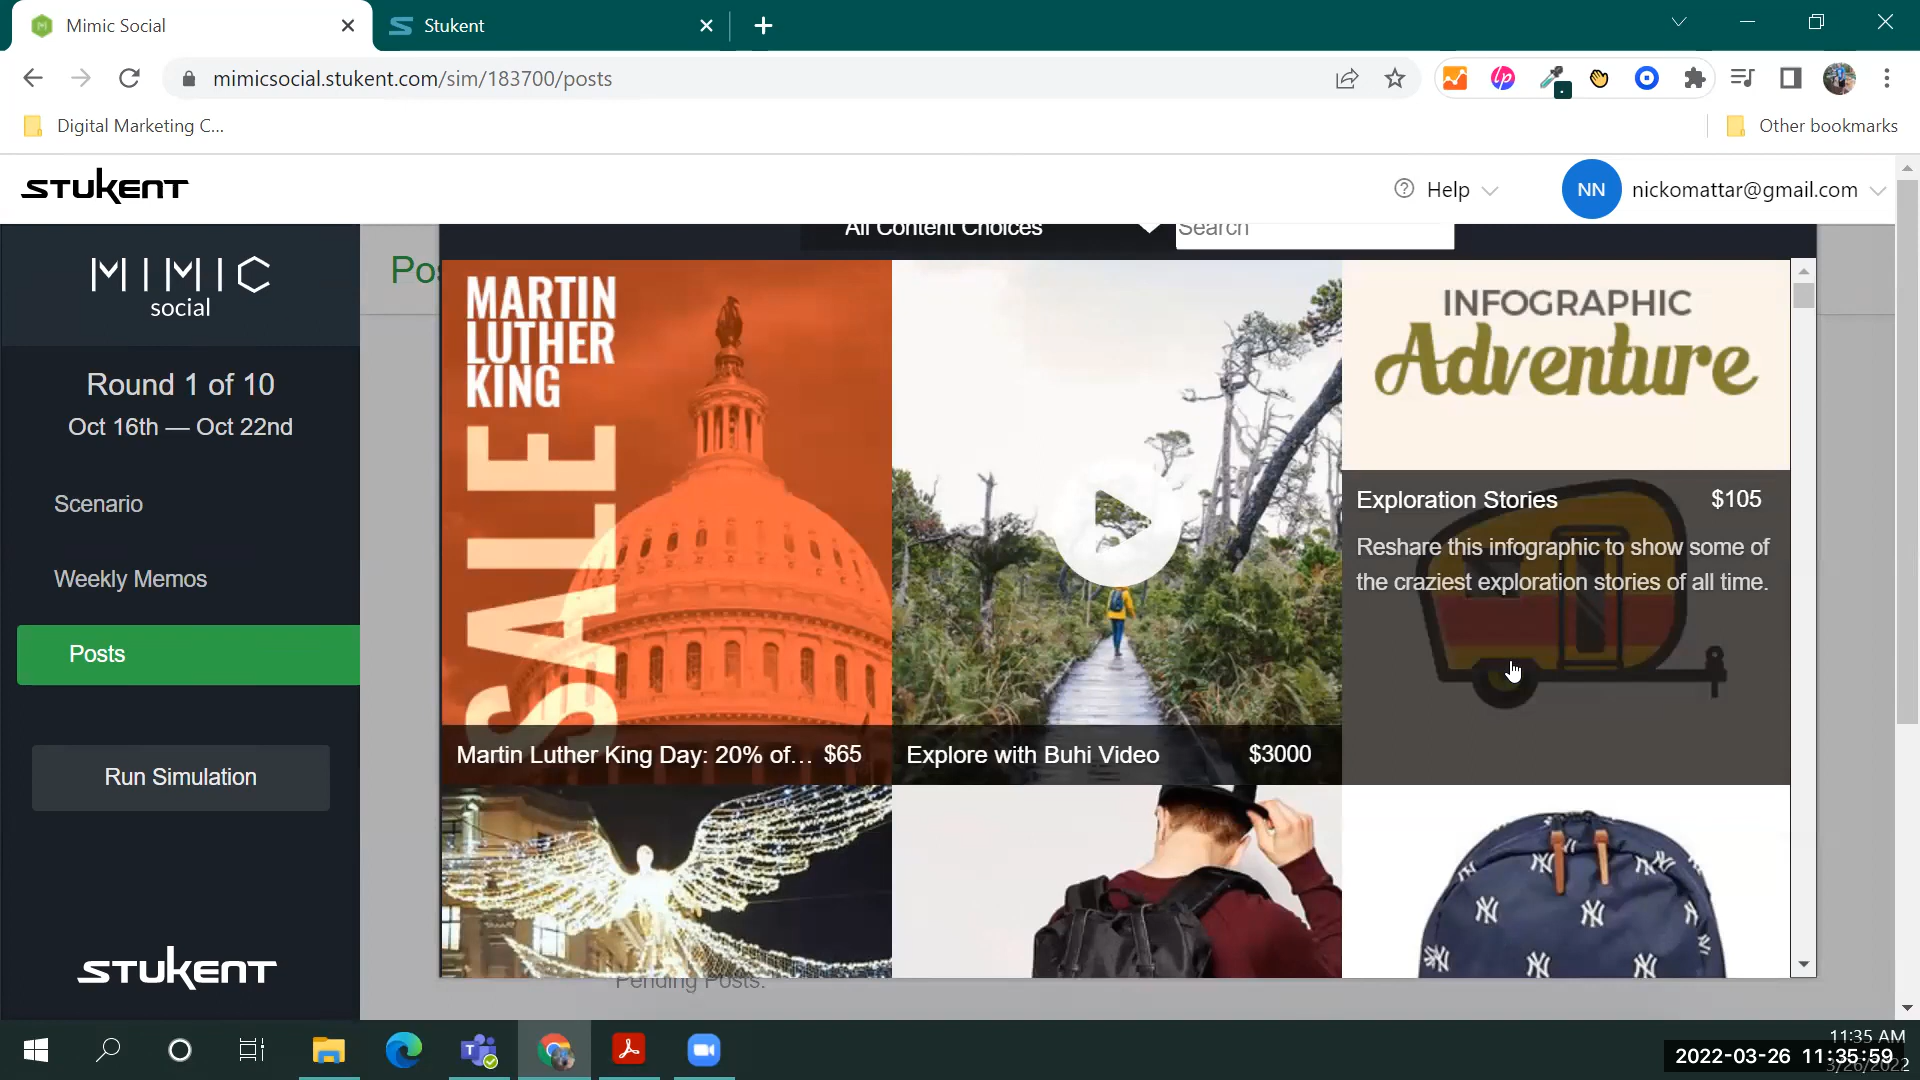 Mimic Social
Stukent
mimicsocial.stukent.com/sim/183700/posts
Digital Marketing C...
Other bookmarks
STUKENT
Help
NN
nickomattar@gmail.com
MIMIC
social
Round 1 of 10
Oct 16th — Oct 22nd
Scenario
Weekly Memos
Posts
Run Simulation
STUKENT
Pos
All Content Choices
Search
MARTIN
LUTHER
KING
SALE
Martin Luther King Day: 20% of... $65
Explore with Buhi Video $3000
INFOGRAPHIC
Adventure
Exploration Stories $105
Reshare this infographic to show some of
the craziest exploration stories of all time.
Pending Posts:
11:35 AM
2022-03-26 11:35:59
3/26/2022